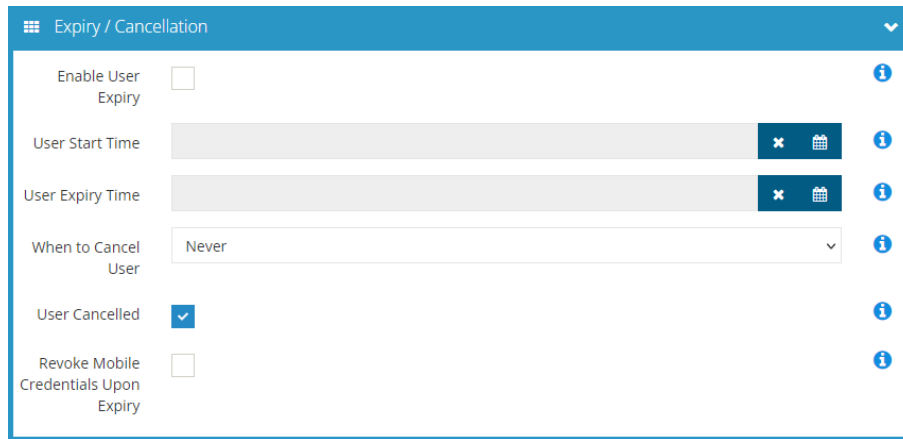 Expiry / Cancellation
Enable User
Expiry
User Start Time
User Expiry Time
When to Cancel
User
Never
User Cancelled
Revoke Mobile
Credentials Upon
Expiry